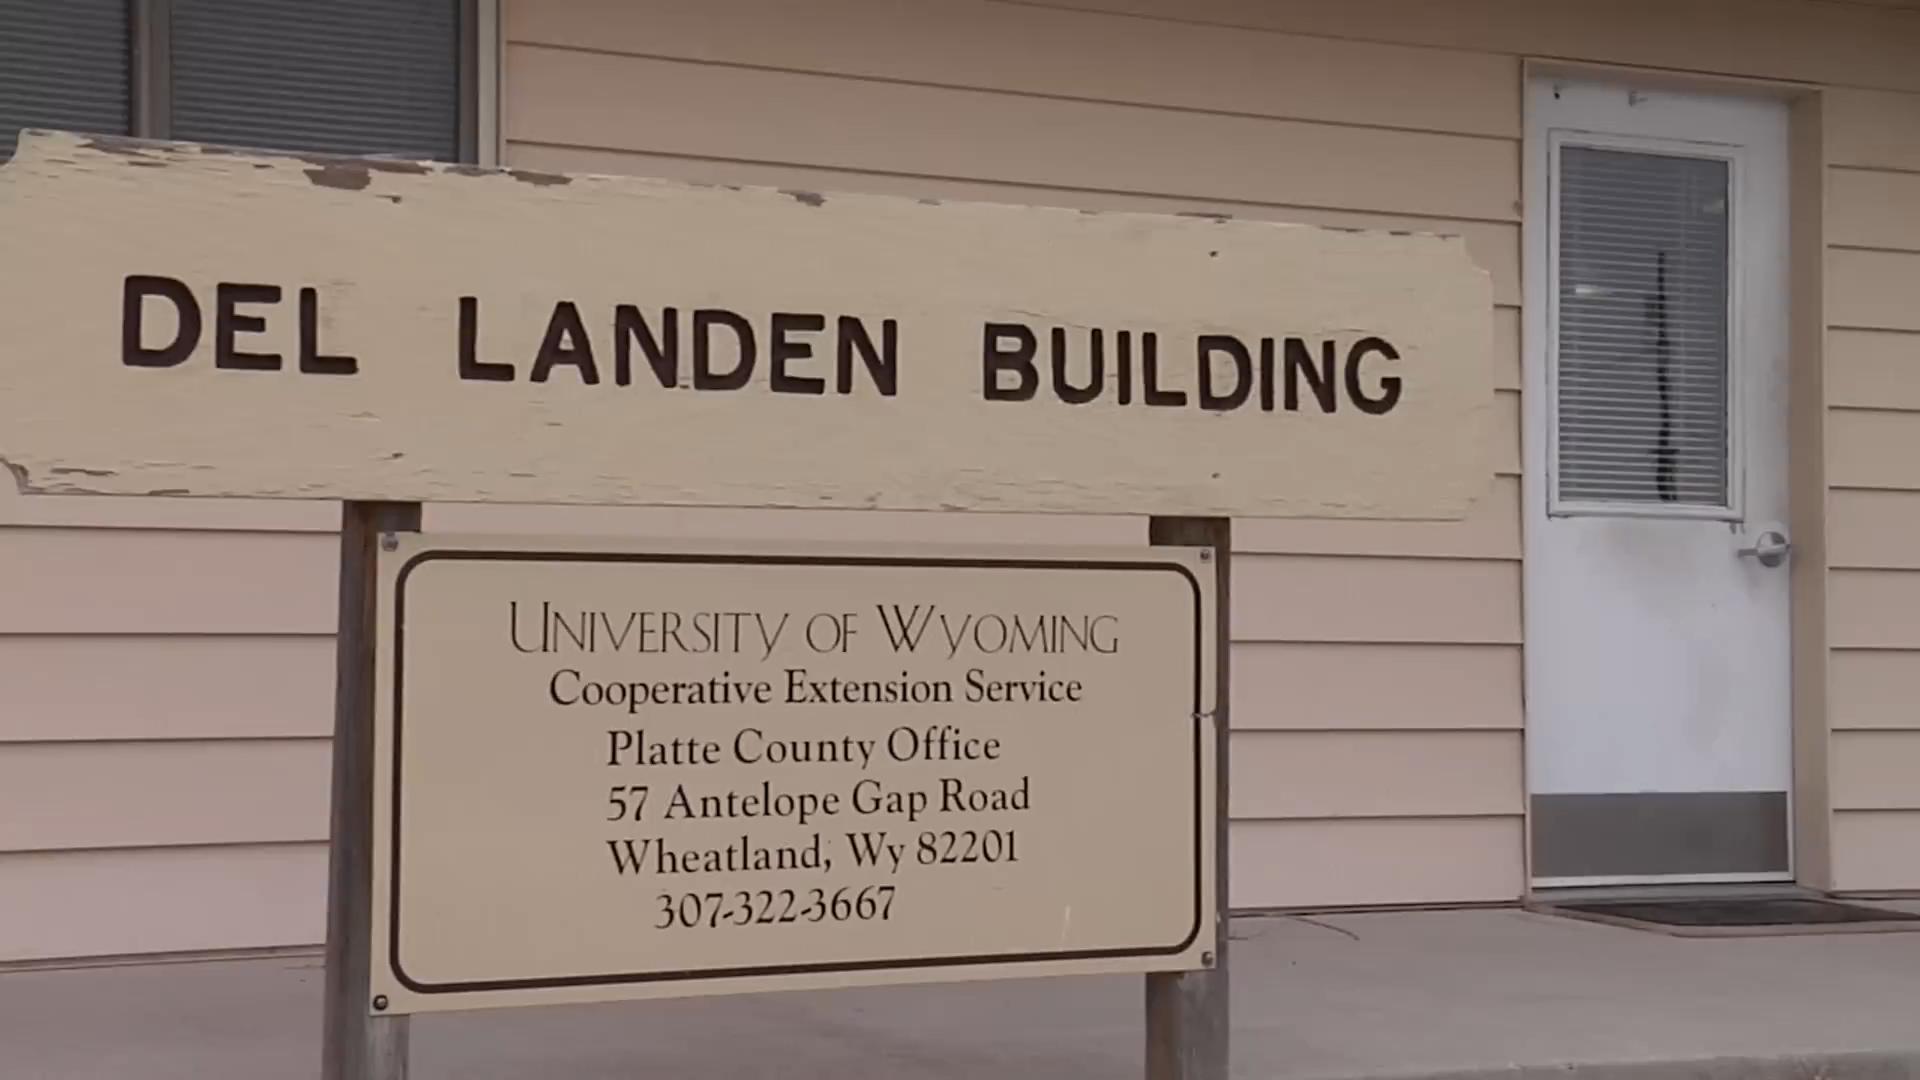 DEL LANDEN BUILDING
UNIVERSITY OF WYOMING
Cooperative Extension Service
Platte County Office
57 Antelope Gap Road
Wheatland, Wy 82201
307-322-3667